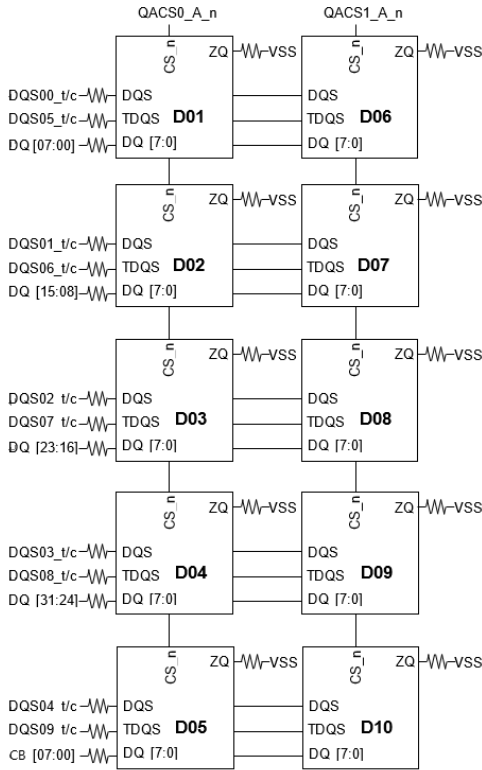 QACS0_A_n QACS1_A_n
CS_n ZQ VSS CS_n ZQ VSS
DQS00_t/c DQS DQS
DQS05_t/c TDQS D01 TDQS D06
DQ [07:00] DQ [7:0] DQ [7:0]
CS_n ZQ VSS CS_n ZQ VSS
DQS01_t/c DQS DQS
DQS06_t/c TDQS D02 TDQS D07
DQ [15:08] DQ [7:0] DQ [7:0]
CS_n ZQ VSS CS_n ZQ VSS
DQS02 t/c DQS DQS
DQS07 t/c TDQS D03 TDQS D08
DQ [23:16] DQ [7:0] DQ [7:0]
CS_n ZQ VSS CS_n ZQ VSS
DQS03_t/c DQS DQS
DQS08_t/c TDQS D04 TDQS D09
DQ [31:24] DQ [7:0] DQ [7:0]
CS_n ZQ VSS CS_n ZQ VSS
DQS04 t/c DQS DQS
DQS09 t/c TDQS D05 TDQS D10
CB [07:00] DQ [7:0] DQ [7:0]